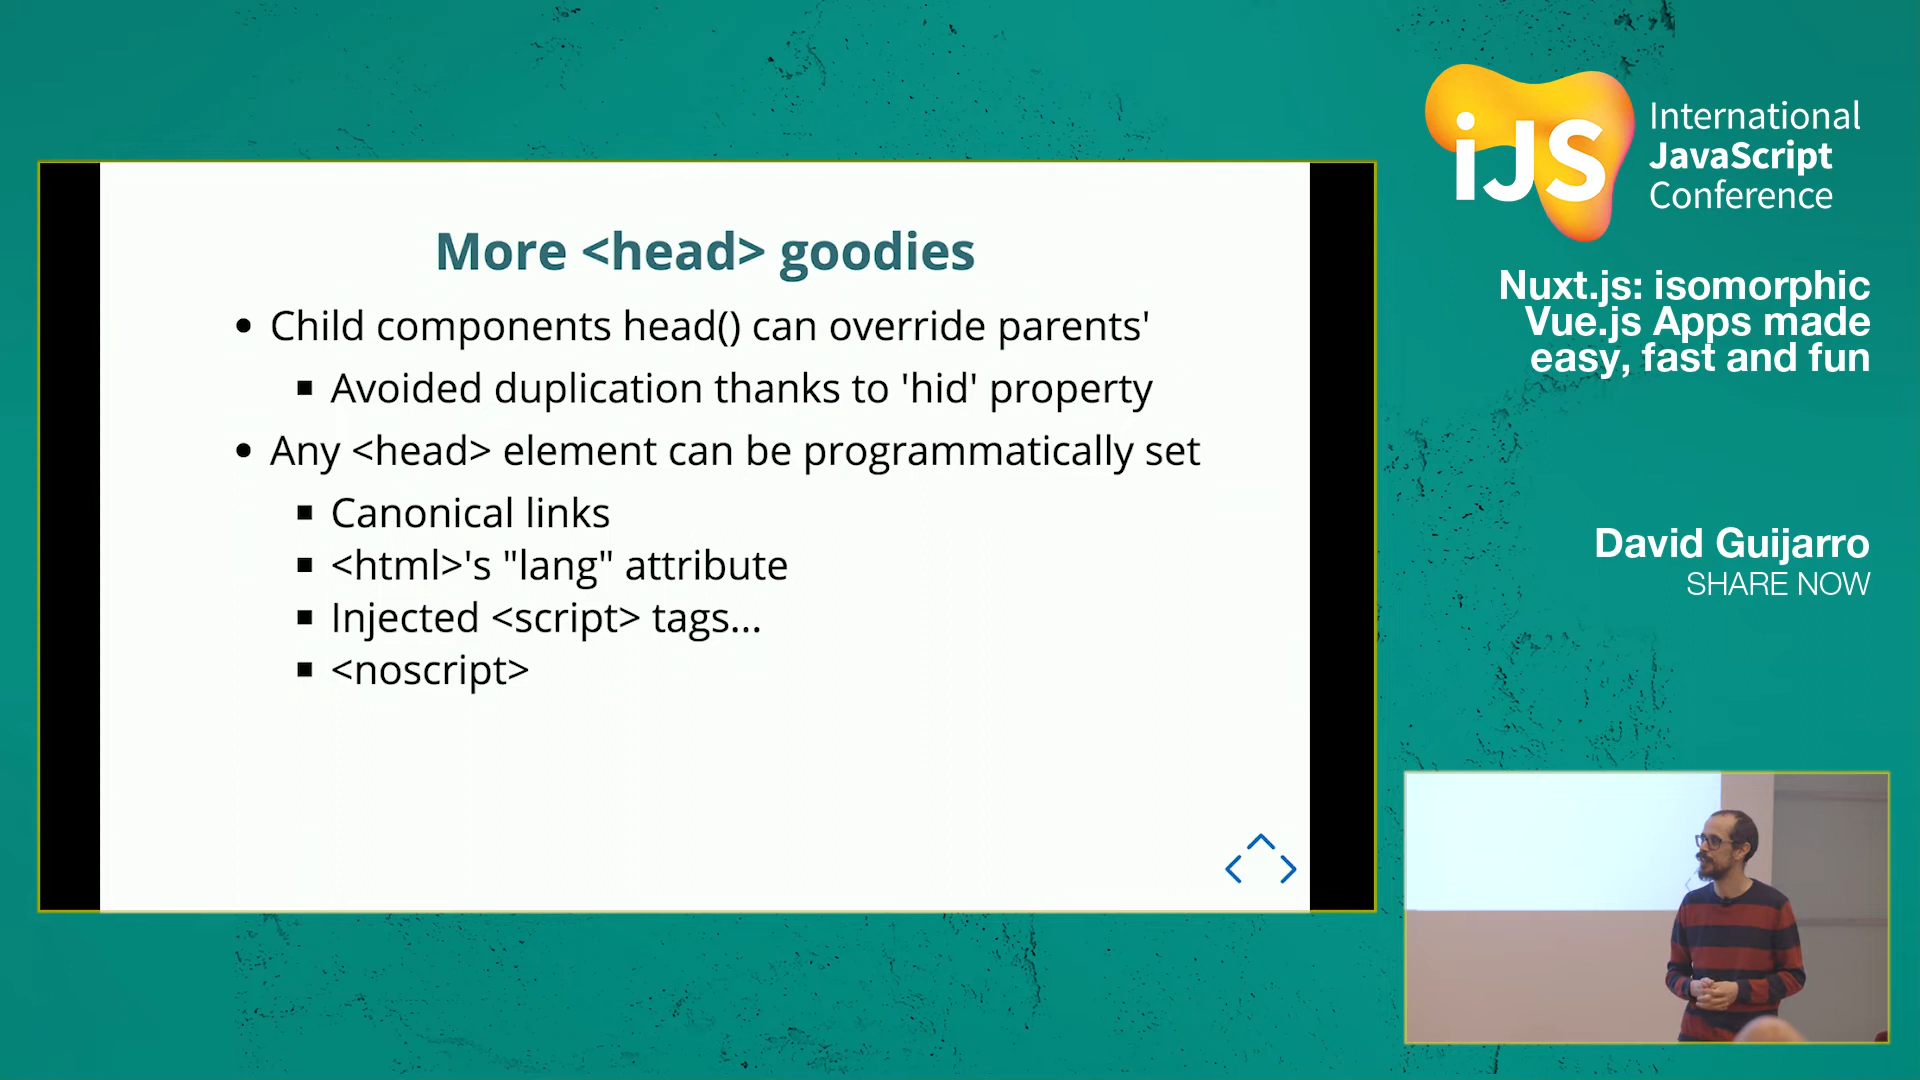 More <head> goodies
Child components head() can override parents'
Avoided duplication thanks to 'hid' property
Any <head> element can be programmatically set
Canonical links
<html>'s "lang" attribute
Injected <script> tags...
<noscript>
iJS
International
JavaScript
Conference
Nuxt.js: isomorphic
Vue.js Apps made
easy, fast and fun
David Guijarro
SHARE NOW